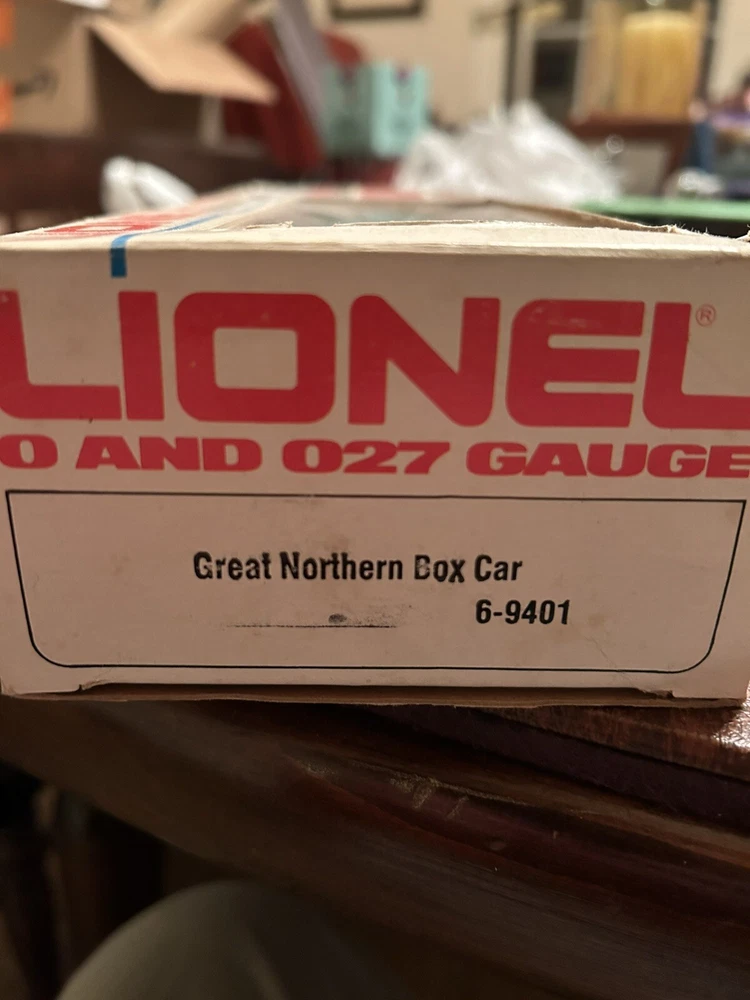 LIONEL®
O AND O27 GAUGE
Great Northern Box Car
6-9401